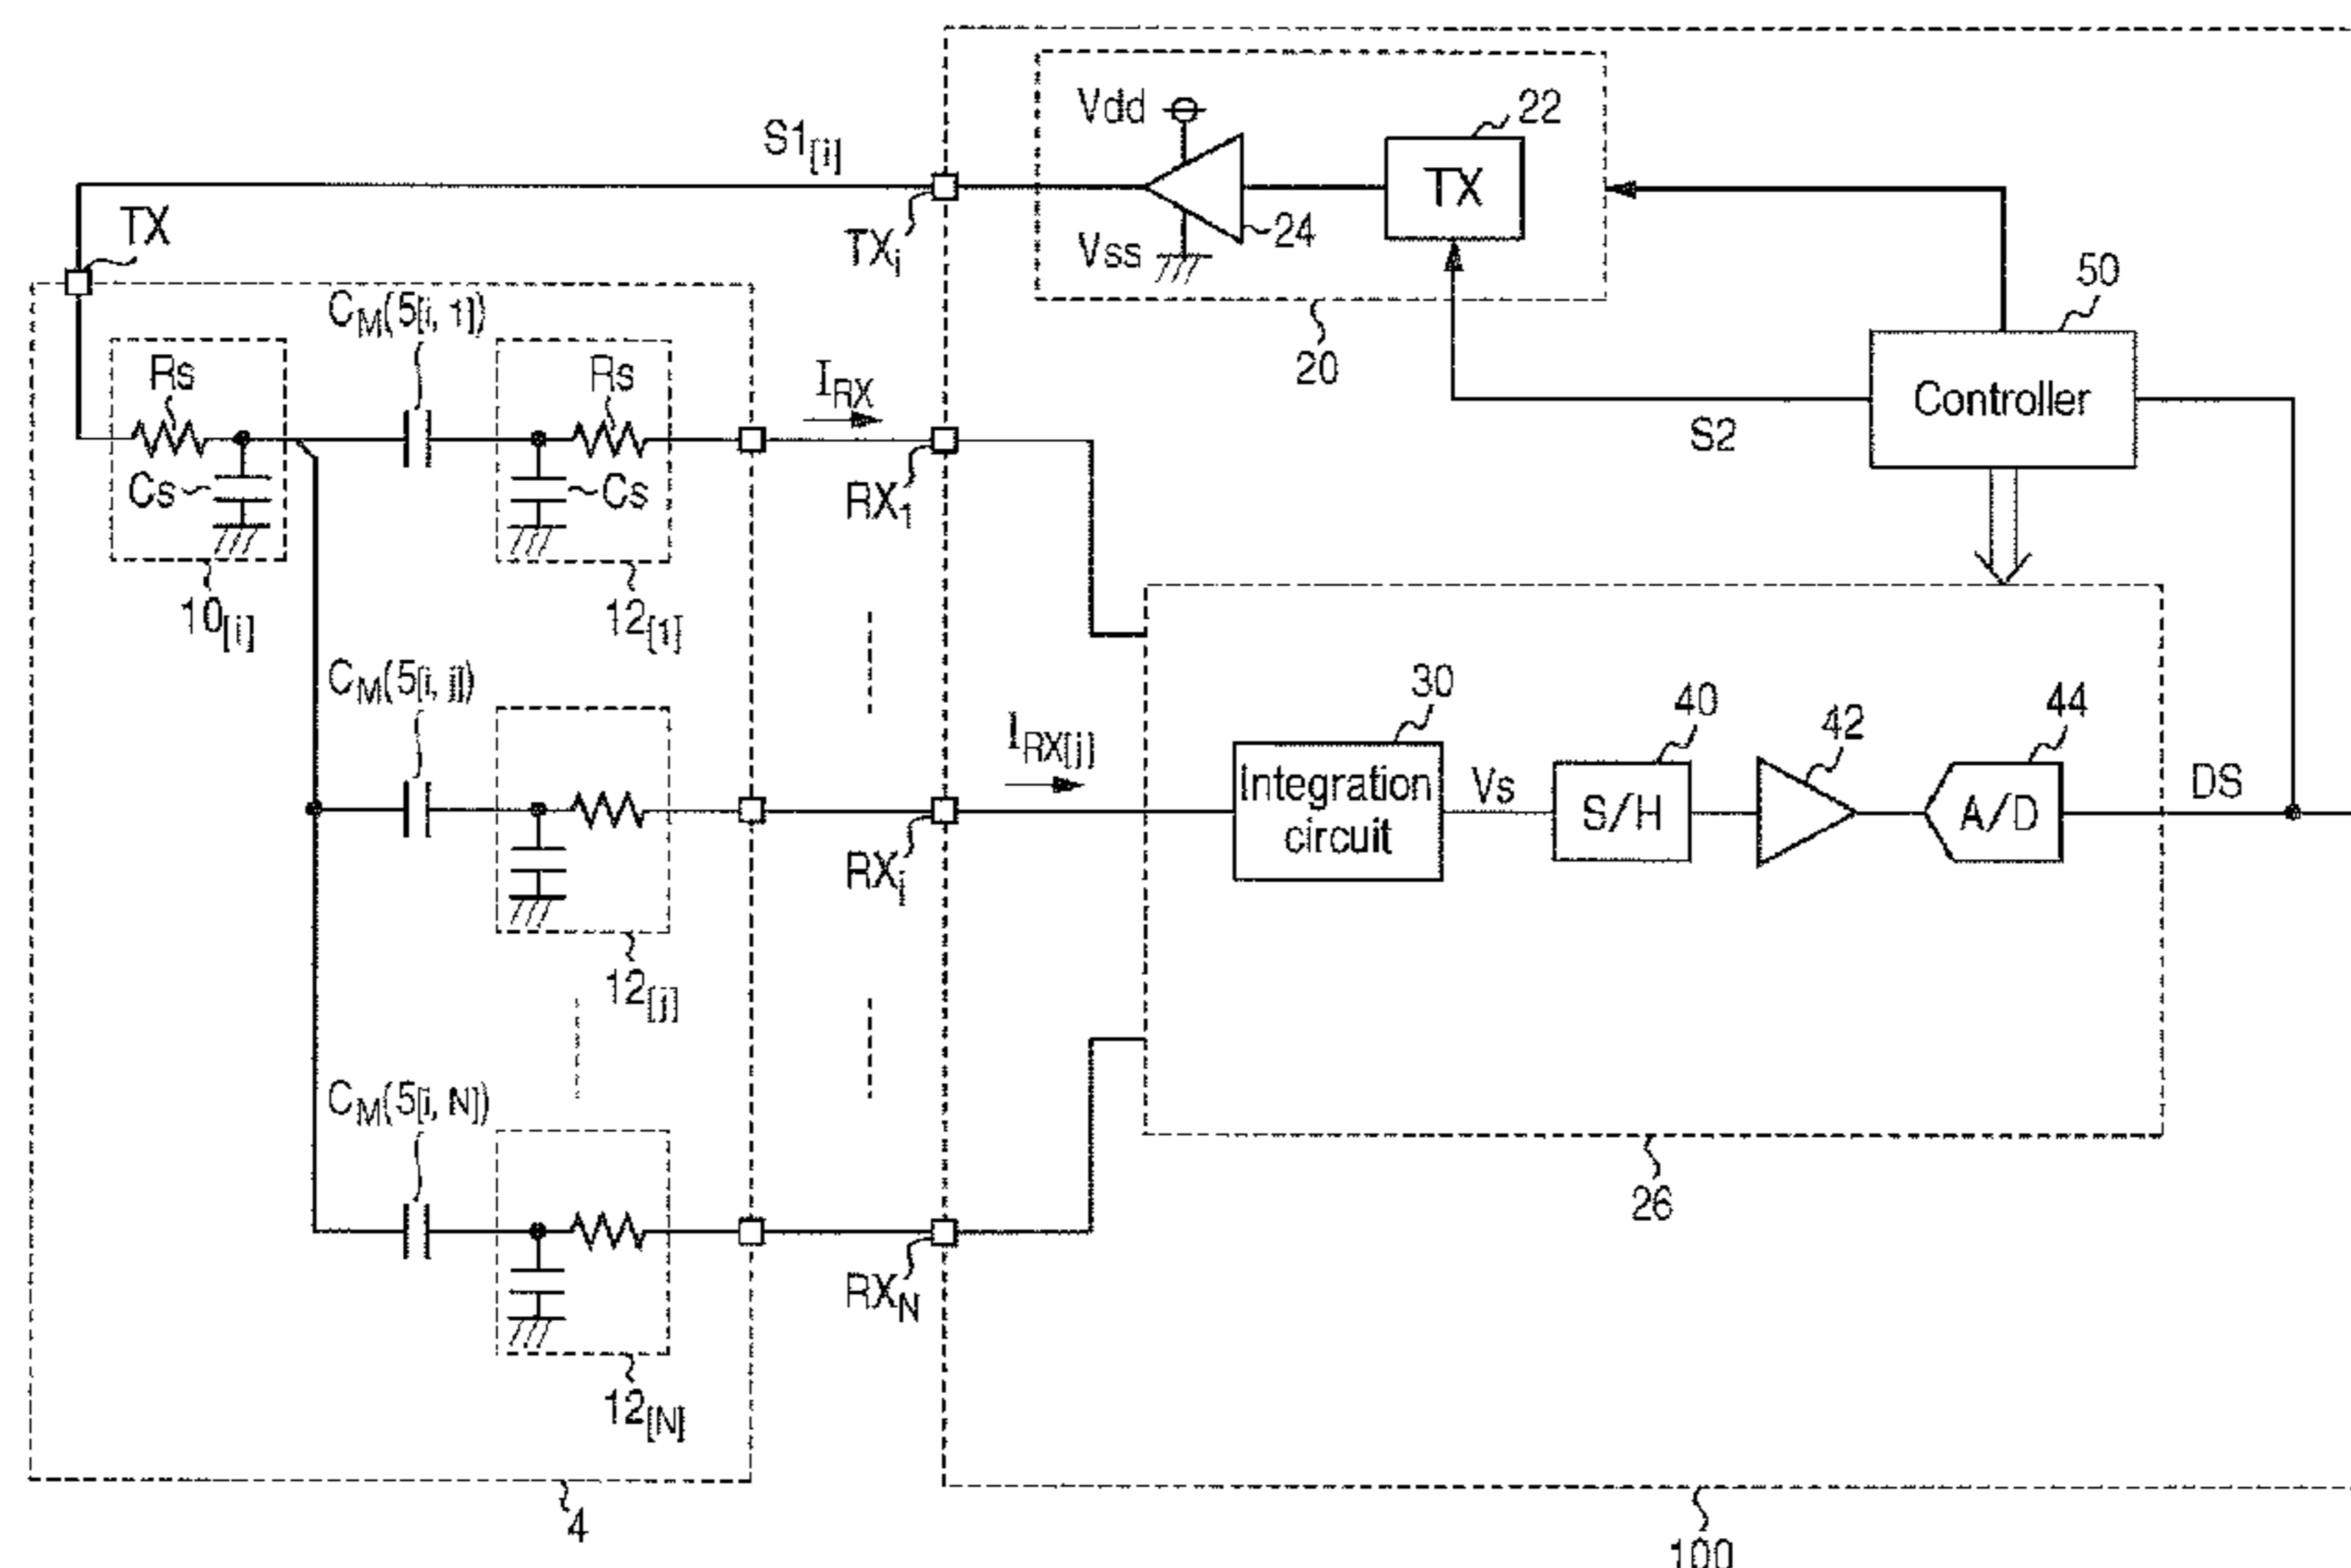 Vdd
22
S1[i]
TX
TX
TXi
24
Vss
50
CM(5[i, 1])
20
Rs
Rs
IRX
Controller
S2
Cs
Cs
RX1
10[i]
12[1]
CM(5[i, j])
30
40
42
44
IRX[j]
Integration
circuit
Vs
S/H
A/D
DS
RXj
12[j]
CM(5[i, N])
26
RXN
12[N]
4
100